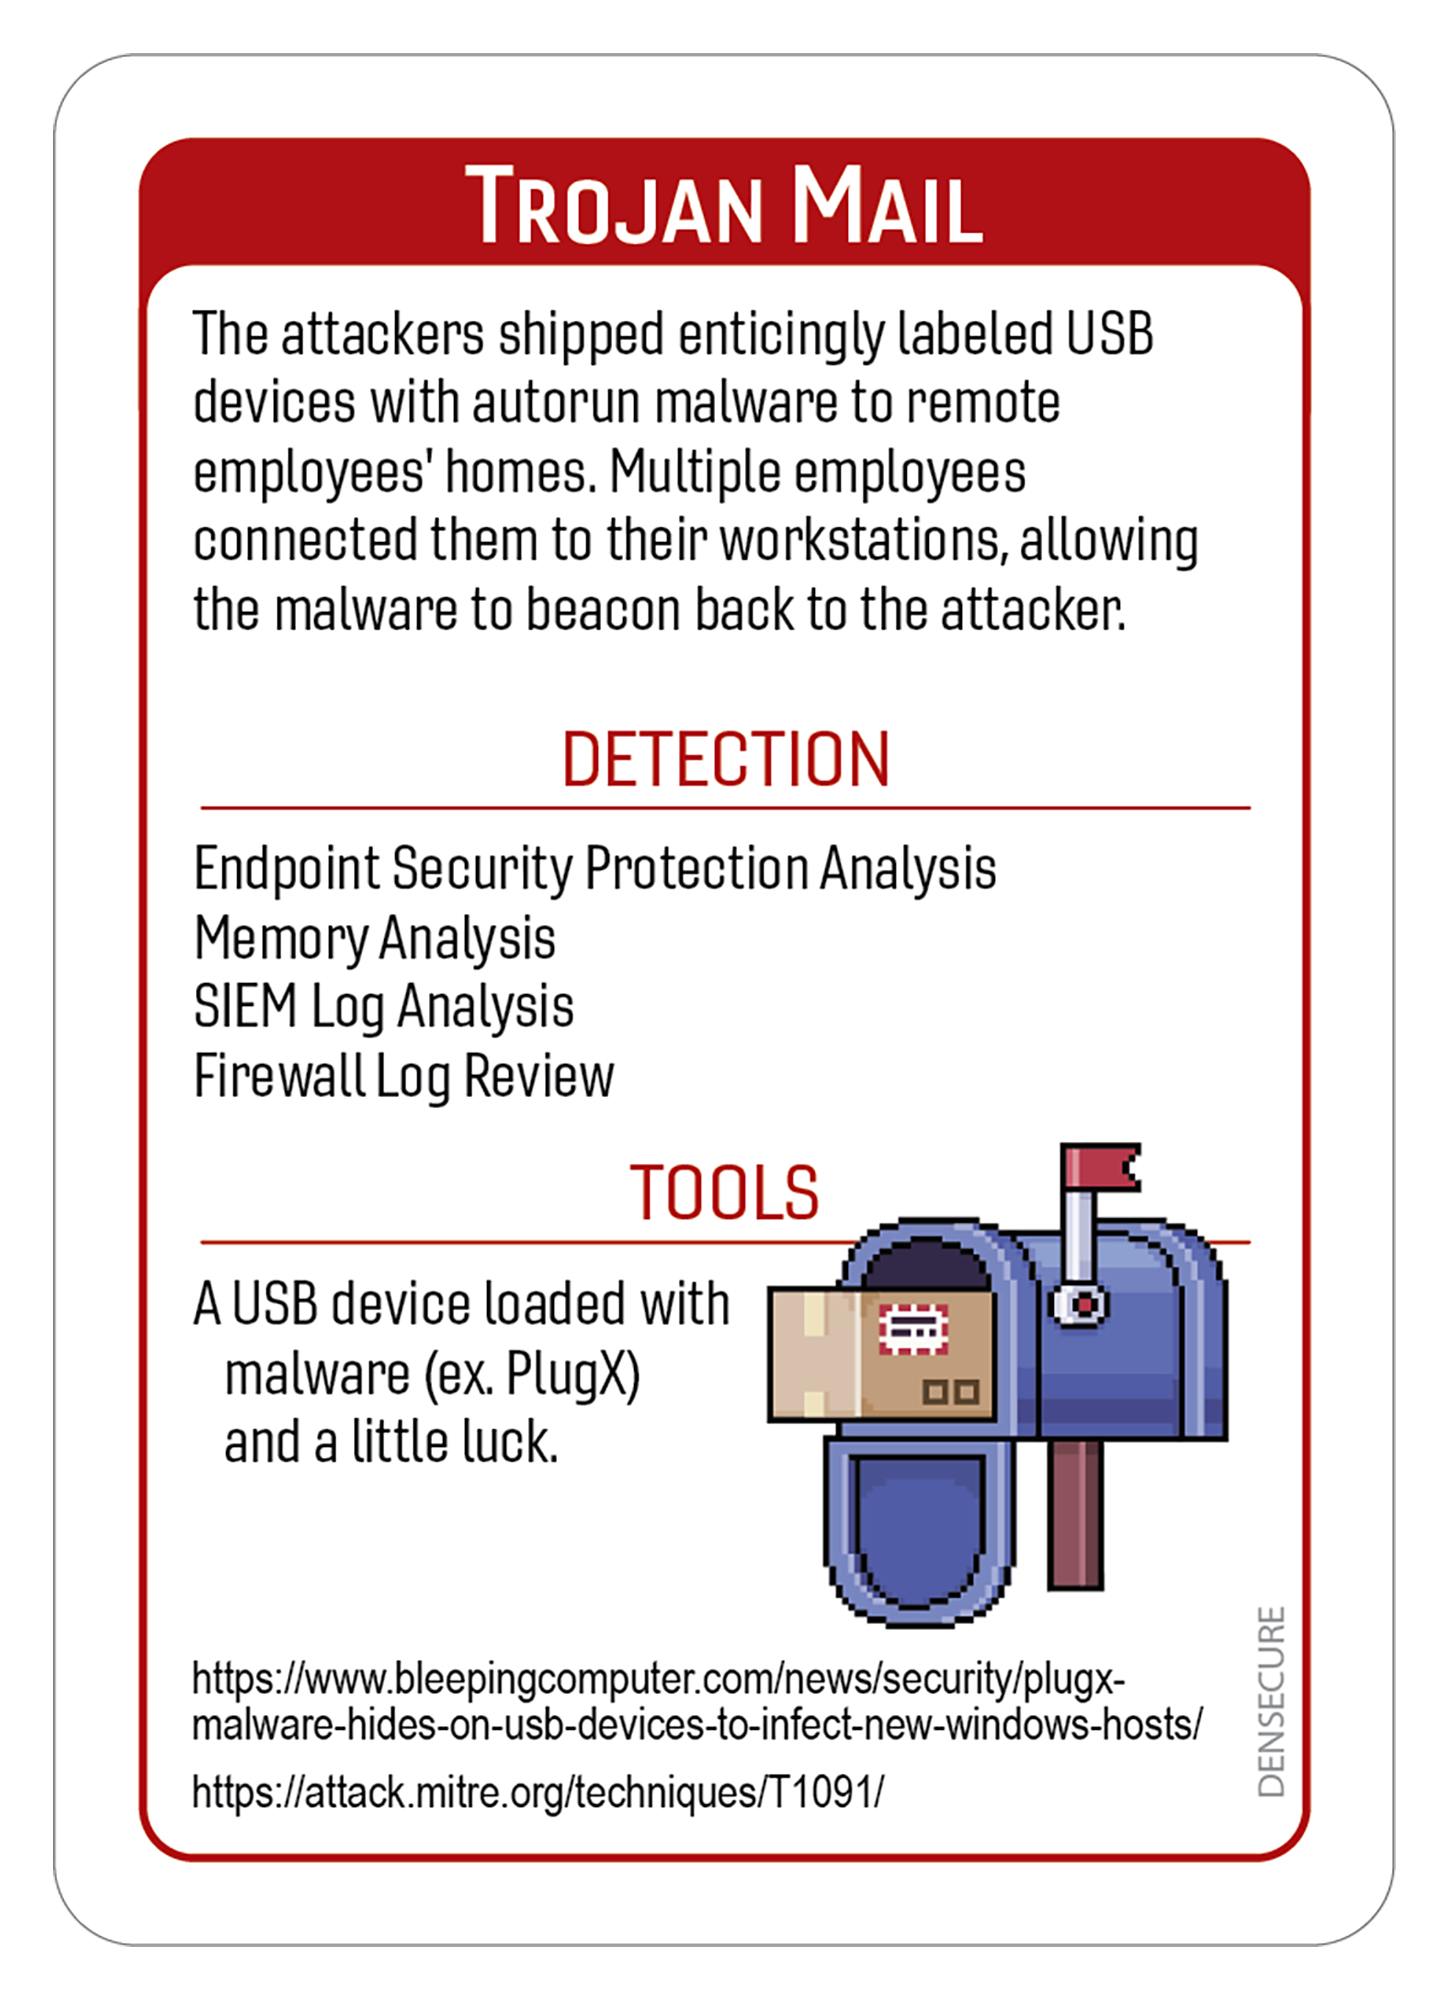 TROJAN MAIL
The attackers shipped enticingly labeled USB
devices with autorun malware to remote
employees' homes. Multiple employees
connected them to their workstations, allowing
the malware to beacon back to the attacker.
DETECTION
Endpoint Security Protection Analysis
Memory Analysis
SIEM Log Analysis
Firewall Log Review
TOOLS
A USB device loaded with
malware (ex. PlugX)
and a little luck.
https://www.bleepingcomputer.com/news/security/plugx-
malware-hides-on-usb-devices-to-infect-new-windows-hosts/
https://attack.mitre.org/techniques/T1091/
DENSECURE